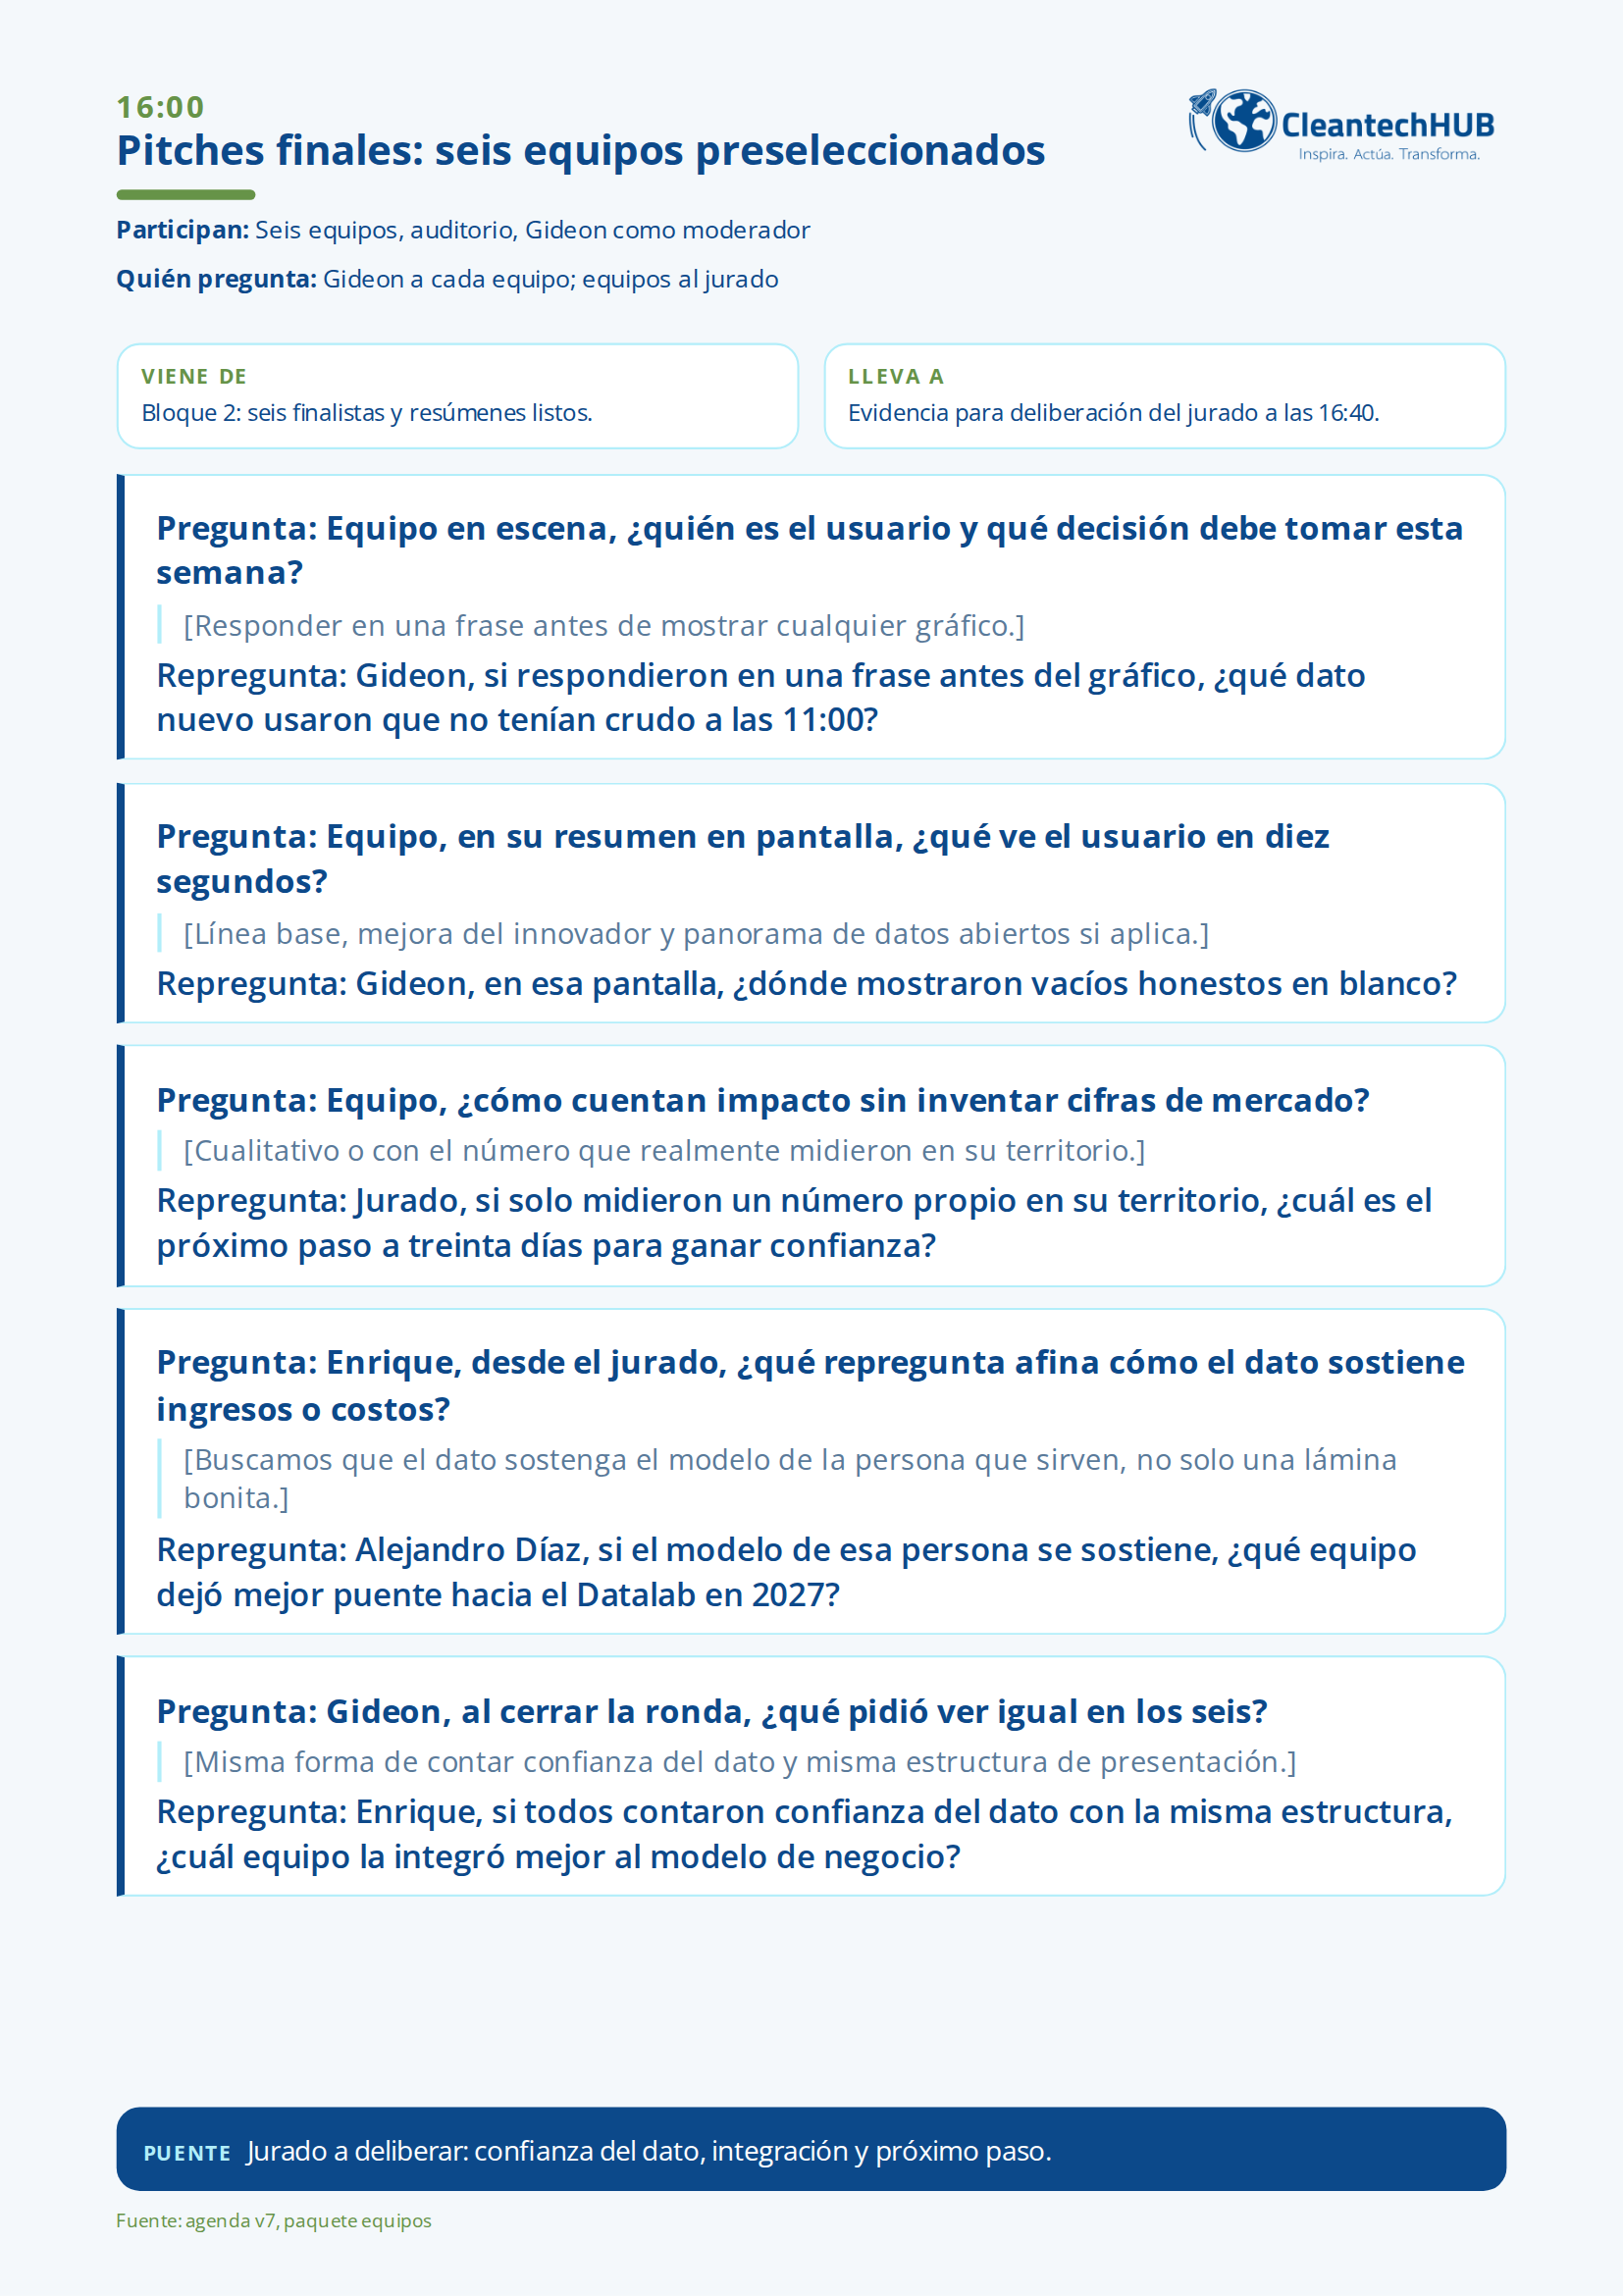 16:00
Pitches finales: seis equipos preseleccionados
CleantechHUB
Inspira. Actúa. Transforma.
Participan: Seis equipos, auditorio, Gideon como moderador
Quién pregunta: Gideon a cada equipo; equipos al jurado
VIENE DE
Bloque 2: seis finalistas y resúmenes listos.
LLEVA A
Evidencia para deliberación del jurado a las 16:40.
Pregunta: Equipo en escena, ¿quién es el usuario y qué decisión debe tomar esta
semana?
[Responder en una frase antes de mostrar cualquier gráfico.]
Repregunta: Gideon, si respondieron en una frase antes del gráfico, ¿qué dato
nuevo usaron que no tenían crudo a las 11:00?
Pregunta: Equipo, en su resumen en pantalla, ¿qué ve el usuario en diez
segundos?
[Línea base, mejora del innovador y panorama de datos abiertos si aplica.]
Repregunta: Gideon, en esa pantalla, ¿dónde mostraron vacíos honestos en blanco?
Pregunta: Equipo, ¿cómo cuentan impacto sin inventar cifras de mercado?
[Cualitativo o con el número que realmente midieron en su territorio.]
Repregunta: Jurado, si solo midieron un número propio en su territorio, ¿cuál es el
próximo paso a treinta días para ganar confianza?
Pregunta: Enrique, desde el jurado, ¿qué repregunta afina cómo el dato sostiene
ingresos o costos?
[Buscamos que el dato sostenga el modelo de la persona que sirven, no solo una lámina
bonita.]
Repregunta: Alejandro Díaz, si el modelo de esa persona se sostiene, ¿qué equipo
dejó mejor puente hacia el Datalab en 2027?
Pregunta: Gideon, al cerrar la ronda, ¿qué pidió ver igual en los seis?
[Misma forma de contar confianza del dato y misma estructura de presentación.]
Repregunta: Enrique, si todos contaron confianza del dato con la misma estructura,
¿cuál equipo la integró mejor al modelo de negocio?
PUENTE Jurado a deliberar: confianza del dato, integración y próximo paso.
Fuente: agenda v7, paquete equipos